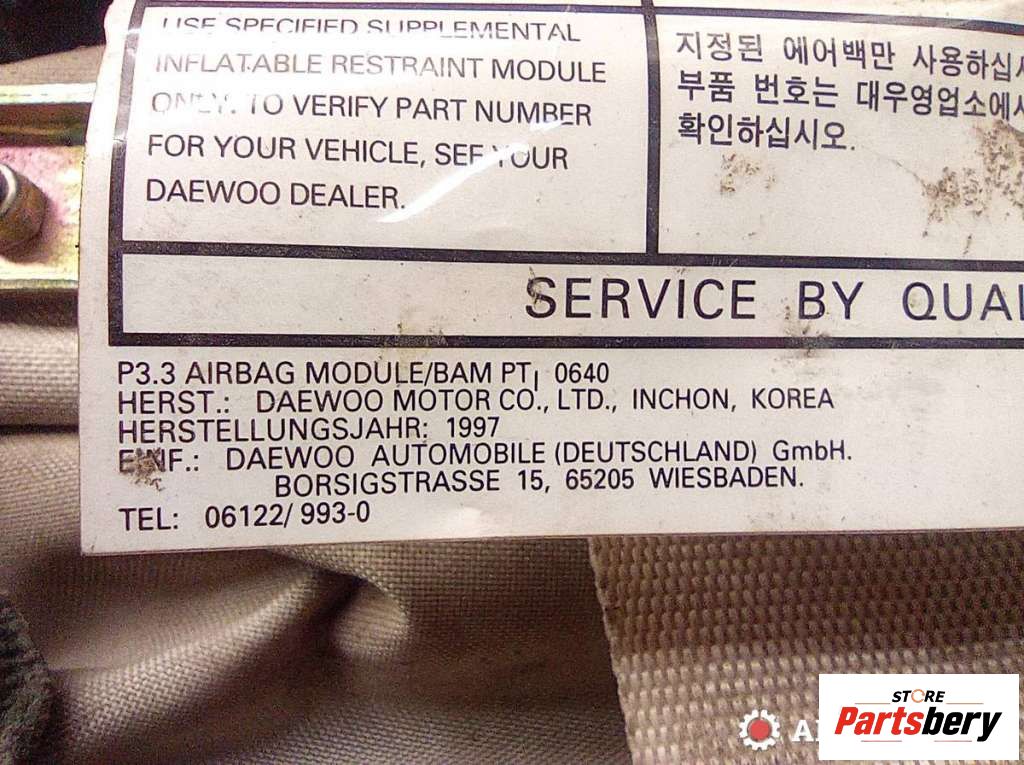 USE SPECIFIED SUPPLEMENTAL
INFLATABLE RESTRAINT MODULE
ONLY. TO VERIFY PART NUMBER
FOR YOUR VEHICLE, SEE YOUR
DAEWOO DEALER.
지정된 에어백만 사용하십시
부품 번호는 대우영업소에서
확인하십시오.
SERVICE BY QUAL
P3.3 AIRBAG MODULE/BAM PT, 0640
HERST.: DAEWOO MOTOR CO., LTD., INCHON, KOREA
HERSTELLUNGSJAHR: 1997
EINF.: DAEWOO AUTOMOBILE (DEUTSCHLAND) GmbH.
BORSIGSTRASSE 15, 65205 WIESBADEN.
TEL: 06122/993-0
STORE
Partsbery